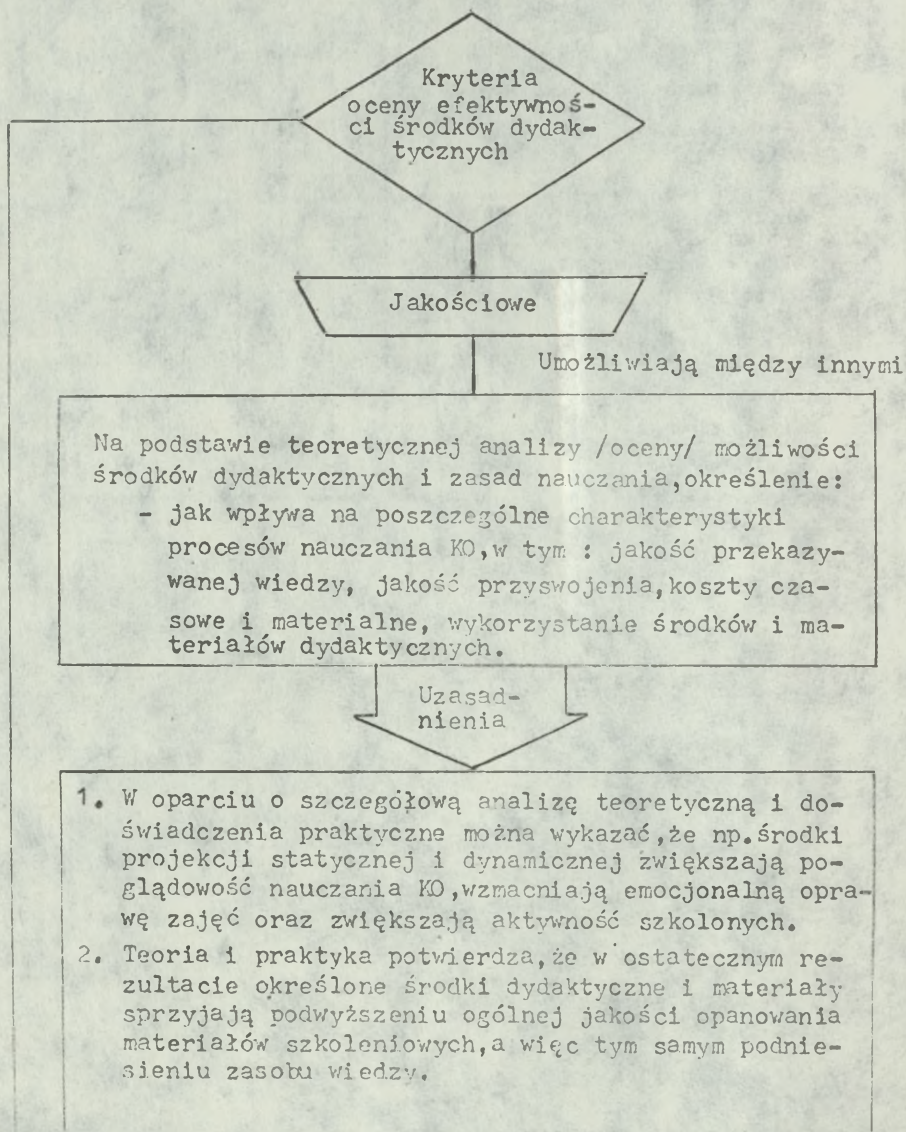 Kryteria
oceny efektywnoś-
ci środków dydak-
tycznych
Jakościowe
Umożliwiają między innymi
Na podstawie teoretycznej analizy /oceny/ możliwości
środków dydaktycznych i zasad nauczania,określenie:
- jak wpływa na poszczególne charakterystyki
procesów nauczania KO,w tym : jakość przekazy-
wanej wiedzy, jakość przyswojenia,koszty cza-
sowe i materialne, wykorzystanie środków i ma-
teriałów dydaktycznych.
Uzasad-
nienia
1. W oparciu o szczegółową analizę teoretyczną i do-
świadczenia praktyczne można wykazać,że np.środki
projekcji statycznej i dynamicznej zwiększają po-
glądowość nauczania KO,wzmacniają emocjonalną opra-
wę zajęć oraz zwiększają aktywność szkolonych.
2. Teoria i praktyka potwierdza,że w ostatecznym re-
zultacie określone środki dydaktyczne i materiały
sprzyjają podwyższeniu ogólnej jakości opanowania
materiałów szkoleniowych,a więc tym samym podnie-
sieniu zasobu wiedzy.